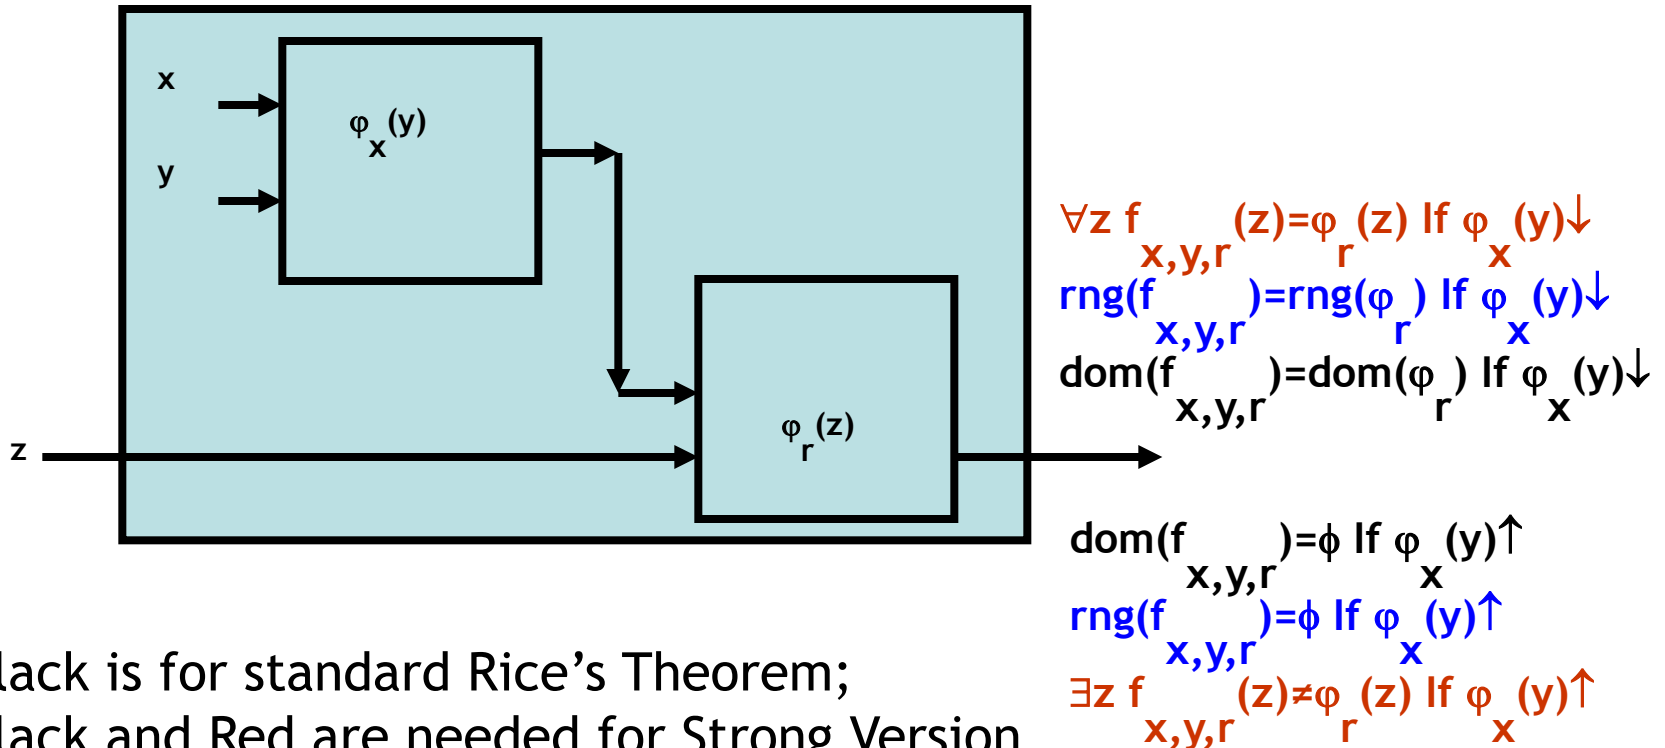 x
φx(y)
y
∀z fx,y,r(z)=φr(z) If φx(y)↓
rng(fx,y,r)=rng(φr) If φx(y)↓
dom(fx,y,r)=dom(φr) If φx(y)↓
φr(z)
z
dom(fx,y,r)=ϕ If φx(y)↑
rng(fx,y,r)=ϕ If φx(y)↑
∃z fx,y,r(z)≠φr(z) If φx(y)↑
lack is for standard Rice’s Theorem;
lack and Red are needed for Strong Version